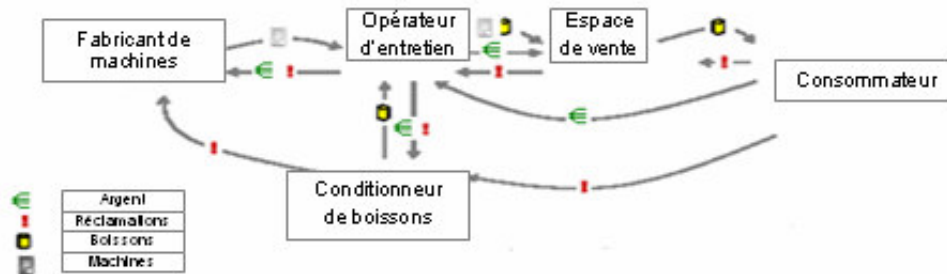 Fabricant de
machines
Opérateur
d'entretien
Espace
de vente
Consommateur
Conditionneur
de boissons
Argent
Réclamations
Boissons
Machines